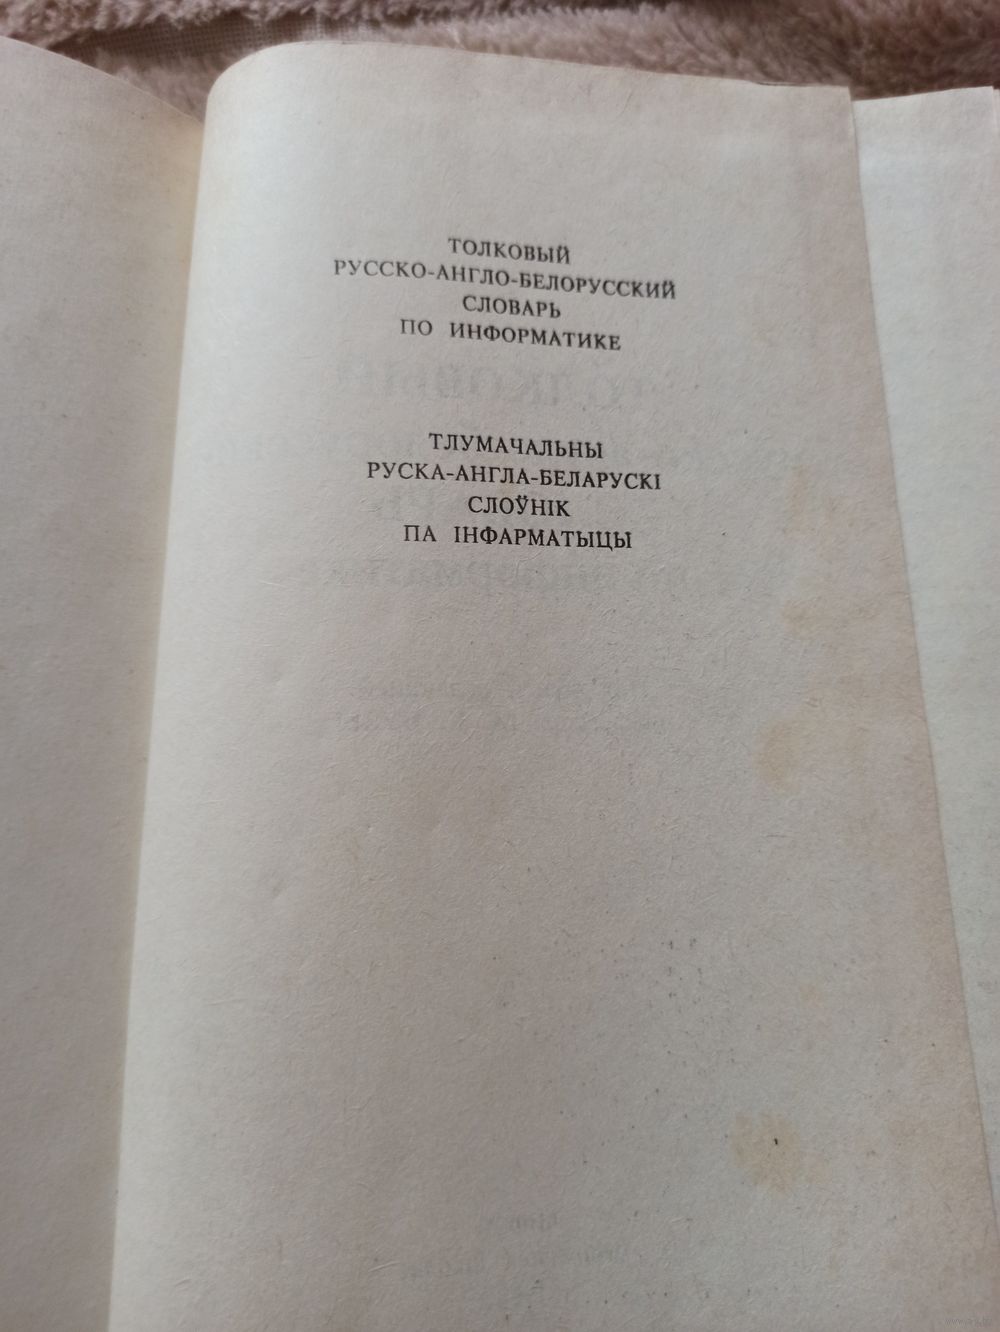 ТОЛКОВЫЙ
РУССКО-АНГЛО-БЕЛОРУССКИЙ
СЛОВАРЬ
ПО ИНФОРМАТИКЕ
ТЛУМАЧАЛЬНЫ
РУСКА-АНГЛА-БЕЛАРУСКІ
СЛОЎНІК
ПА ІНФАРМАТЫЦЫ